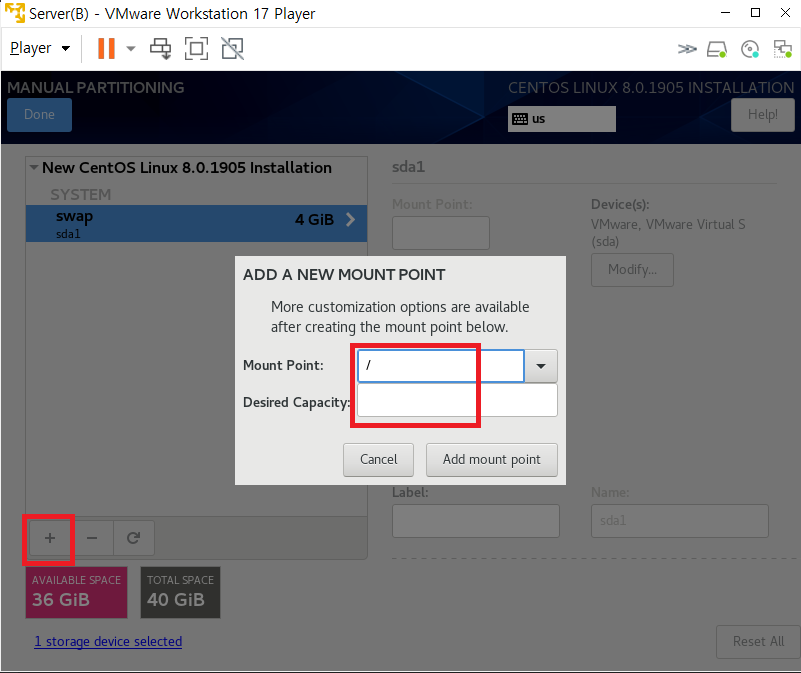 Server(B) - VMware Workstation 17 Player
Player
MANUAL PARTITIONING
CENTOS LINUX 8.0.1905 INSTALLATION
Done
us
Help!
New CentOS Linux 8.0.1905 Installation
SYSTEM
swap
4 GiB
sda1
sda1
Mount Point:
Device(s):
VMware, VMware Virtual S
(sda)
Modify...
ADD A NEW MOUNT POINT
More customization options are available
after creating the mount point below.
Mount Point:
/
Desired Capacity:
Cancel
Add mount point
Label:
Name:
sda1
+
−
AVAILABLE SPACE
36 GiB
TOTAL SPACE
40 GiB
1 storage device selected
Reset All